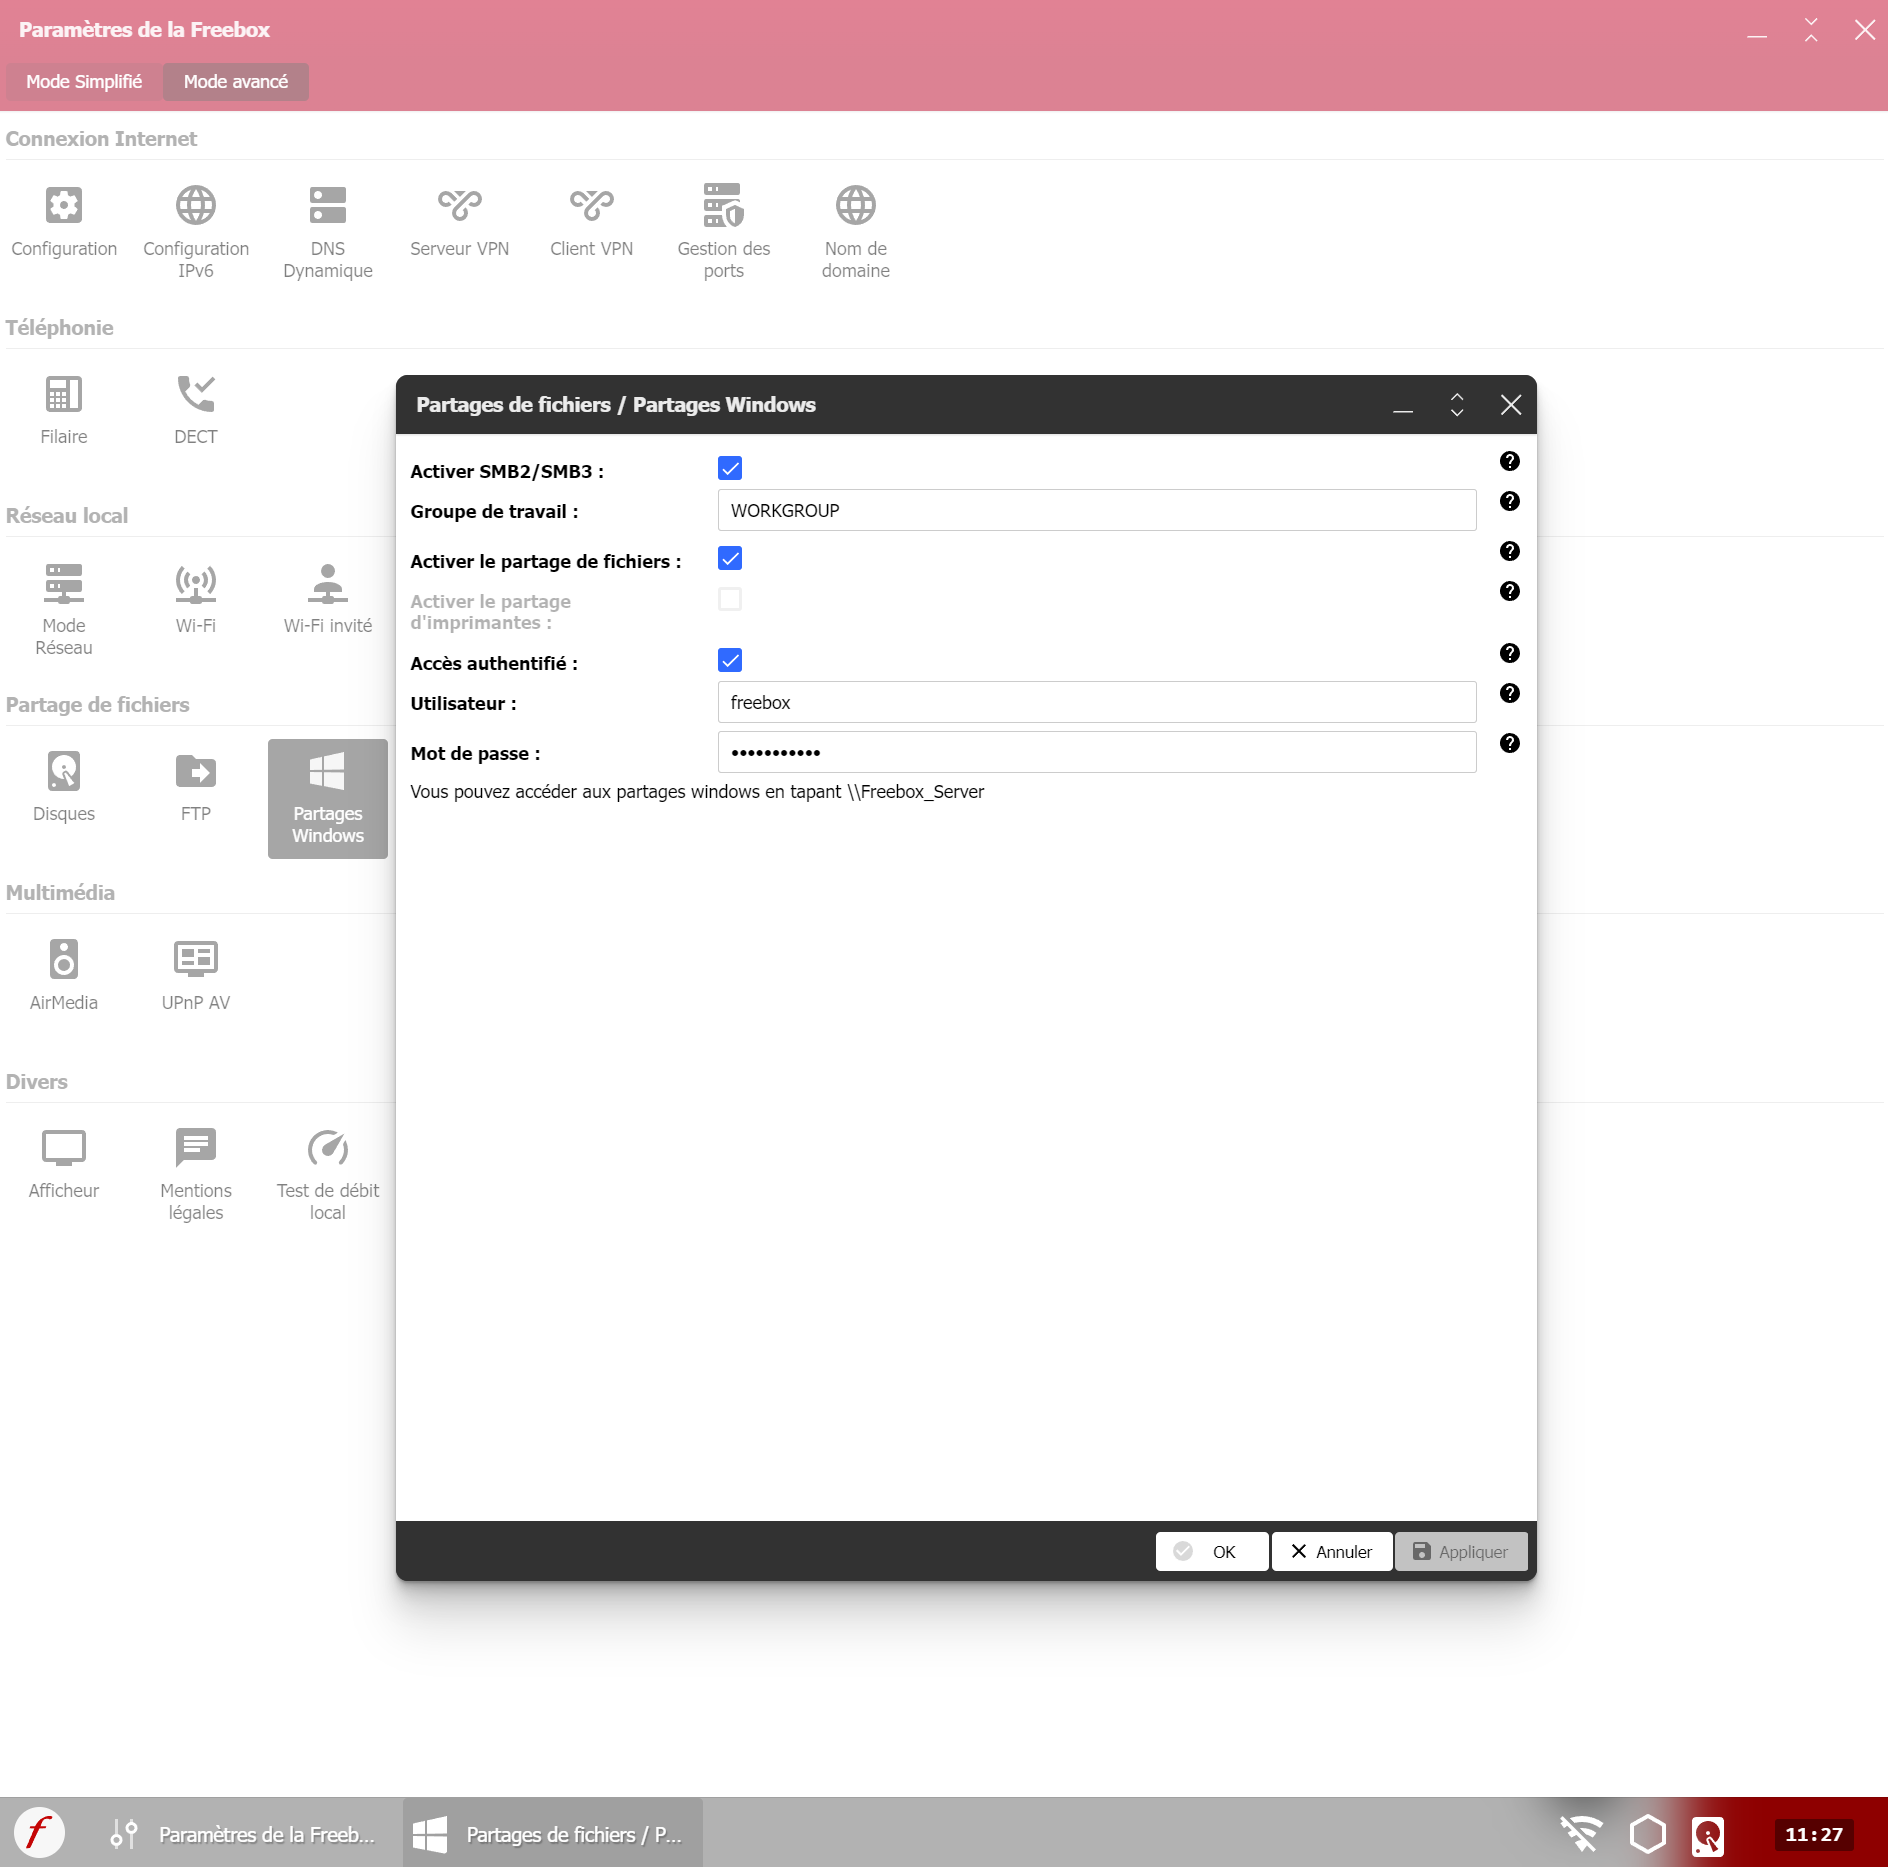 Paramètres de la Freebox
Mode Simplifié
Mode avancé
Connexion Internet
Configuration
Configuration
IPv6
DNS
Dynamique
Serveur VPN
Client VPN
Gestion des
ports
Nom de
domaine
Téléphonie
Filaire
DECT
Réseau local
Mode
Réseau
Wi-Fi
Wi-Fi invité
Partage de fichiers
Disques
FTP
Partages
Windows
Multimédia
AirMedia
UPnP AV
Divers
Afficheur
Mentions
légales
Test de débit
local
Partages de fichiers / Partages Windows
Activer SMB2/SMB3 :
Groupe de travail :
WORKGROUP
Activer le partage de fichiers :
Activer le partage
d'imprimantes :
Accès authentifié :
Utilisateur :
freebox
Mot de passe :
•••••••••••
Vous pouvez accéder aux partages windows en tapant \\Freebox_Server
OK
Annuler
Appliquer
f
Paramètres de la Freeb...
Partages de fichiers / P...
11:27